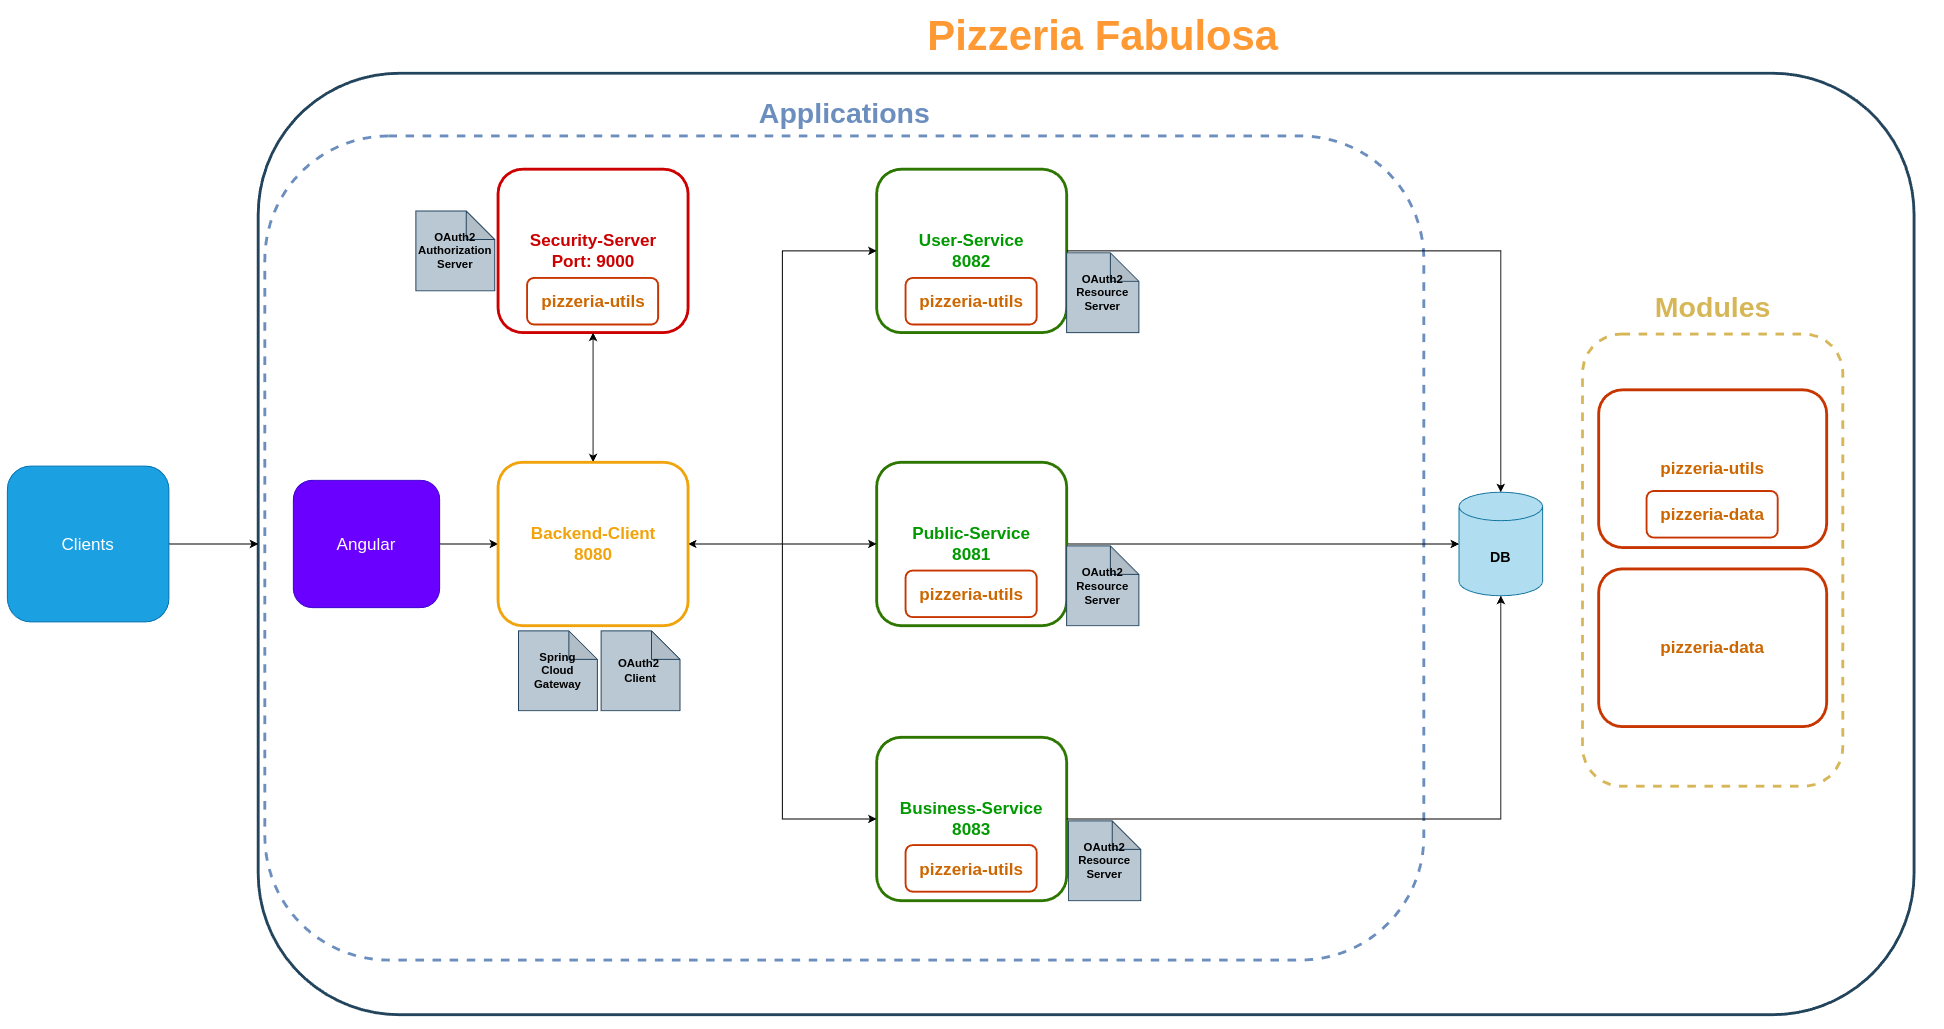 Pizzeria Fabulosa
Applications
Security-Server
Port: 9000
pizzeria-utils
OAuth2
Authorization
Server
User-Service
8082
pizzeria-utils
OAuth2
Resource
Server
Modules
Clients
Angular
Backend-Client
8080
Spring
Cloud
Gateway
OAuth2
Client
Public-Service
8081
pizzeria-utils
OAuth2
Resource
Server
DB
pizzeria-utils
pizzeria-data
pizzeria-data
Business-Service
8083
pizzeria-utils
OAuth2
Resource
Server